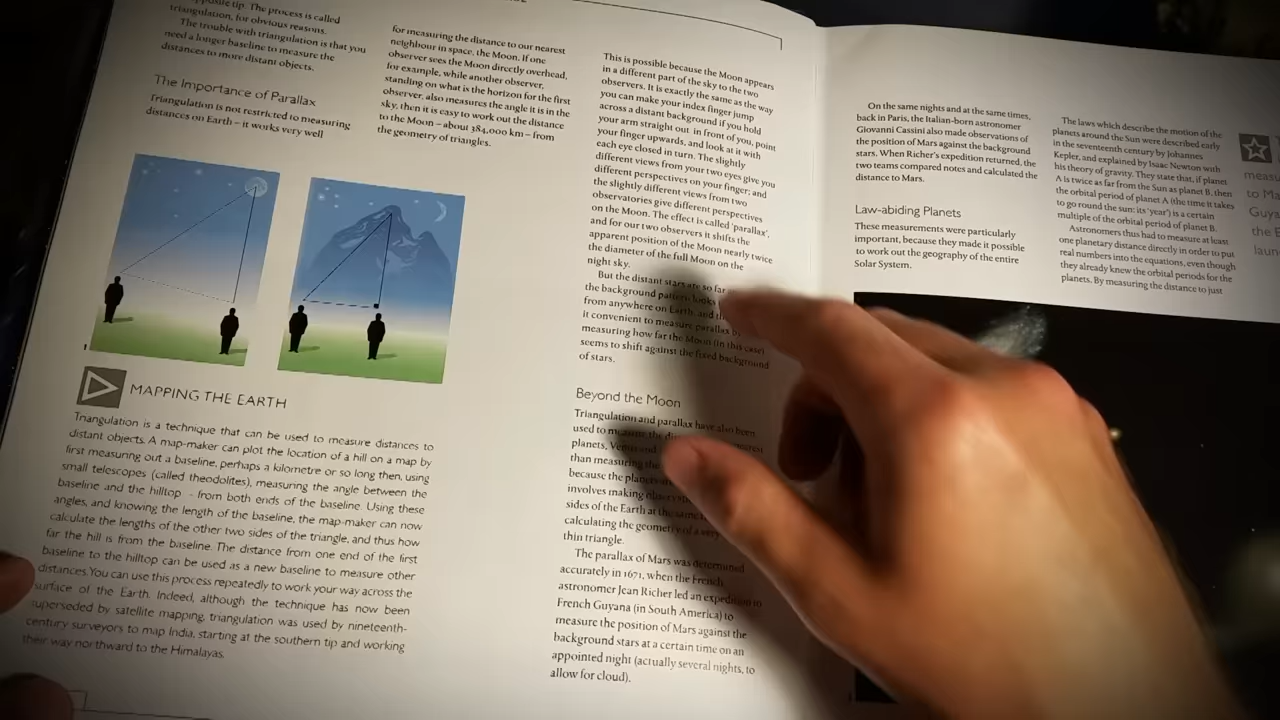 opposite tip. The process is called
triangulation, for obvious reasons.
The trouble with triangulation is that you
need a longer baseline to measure the
distances to more distant objects.
The Importance of Parallax
Triangulation is not restricted to measuring
distances on Earth – it works very well
1
MAPPING THE EARTH
Triangulation is a technique that can be used to measure distances to
distant objects. A map-maker can plot the location of a hill on a map by
first measuring out a baseline, perhaps a kilometre or so long then, using
small telescopes (called theodolites), measuring the angle between the
baseline and the hilltop - from both ends of the baseline. Using these
angles, and knowing the length of the baseline, the map-maker can now
calculate the lengths of the other two sides of the triangle, and thus how
far the hill is from the baseline. The distance from one end of the first
baseline to the hilltop can be used as a new baseline to measure other
distances. You can use this process repeatedly to work your way across the
surface of the Earth. Indeed, although the technique has now been
superseded by satellite mapping, triangulation was used by nineteenth-
century surveyors to map India, starting at the southern tip and working
their way northward to the Himalayas.
for measuring the distance to our nearest
neighbour in space, the Moon. If one
observer sees the Moon directly overhead,
for example, while another observer,
standing on what is the horizon for the first
observer, also measures the angle it is in the
sky, then it is easy to work out the distance
to the Moon – about 384,000 km – from
the geometry of triangles.
This is possible because the Moon appears
in a different part of the sky to the two
observers. It is exactly the same as the way
you can make your index finger jump
across a distant background if you hold
your arm straight out in front of you, point
your finger upwards, and look at it with
each eye closed in turn. The slightly
different views from your two eyes give you
different perspectives on your finger; and
the slightly different views from two
observatories give different perspectives
on the Moon. The effect is called 'parallax',
and for our two observers it shifts the
apparent position of the Moon nearly twice
the diameter of the full Moon on the
night sky.
But the distant stars are so far
the background pattern looks
from anywhere on Earth, and
it convenient to measure parallax
measuring how far the Moon (in this case)
seems to shift against the fixed background
of stars.
Beyond the Moon
Triangulation and parallax have also been
used to measure the
planets, Venus and
than measuring the
because the planets
involves making
sides of the Earth at the same
calculating the geometry of a very
thin triangle.
The parallax of Mars was determined
accurately in 1671, when the French
astronomer Jean Richer led an expedition to
French Guyana (in South America) to
measure the position of Mars against the
background stars at a certain time on an
appointed night (actually several nights, to
allow for cloud).
On the same nights and at the same times,
back in Paris, the Italian-born astronomer
Giovanni Cassini also made observations of
the position of Mars against the background
stars. When Richer's expedition returned, the
two teams compared notes and calculated the
distance to Mars.
Law-abiding Planets
These measurements were particularly
important, because they made it possible
to work out the geography of the entire
Solar System.
The laws which describe the motion of the
planets around the Sun were described early
in the seventeenth century by Johannes
Kepler, and explained by Isaac Newton with
his theory of gravity. They state that, if planet
A is twice as far from the Sun as planet B, then
the orbital period of planet A (the time it takes
to go round the sun: its 'year') is a certain
multiple of the orbital period of planet B.
Astronomers thus had to measure at least
one planetary distance directly in order to put
real numbers into the equations, even though
they already knew the orbital periods for the
planets. By measuring the distance to just
measu
to Ma
Guya
the E
laun